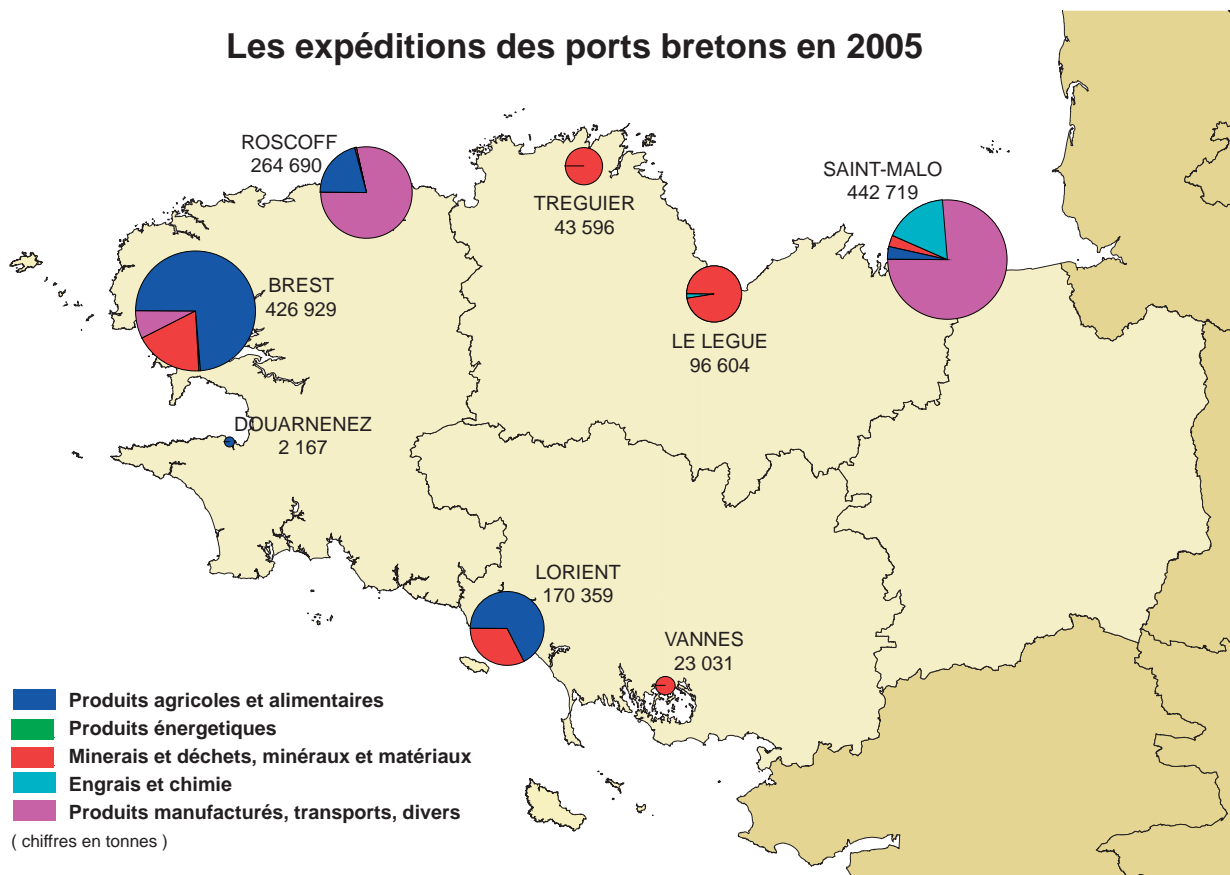 Les expéditions des ports bretons en 2005
ROSCOFF
264 690
TREGUIER
43 596
SAINT-MALO
442 719
BREST
426 929
LE LEGUE
96 604
DOUARNENEZ
2 167
LORIENT
170 359
VANNES
23 031
Produits agricoles et alimentaires
Produits énergetiques
Minerais et déchets, minéraux et matériaux
Engrais et chimie
Produits manufacturés, transports, divers
( chiffres en tonnes )